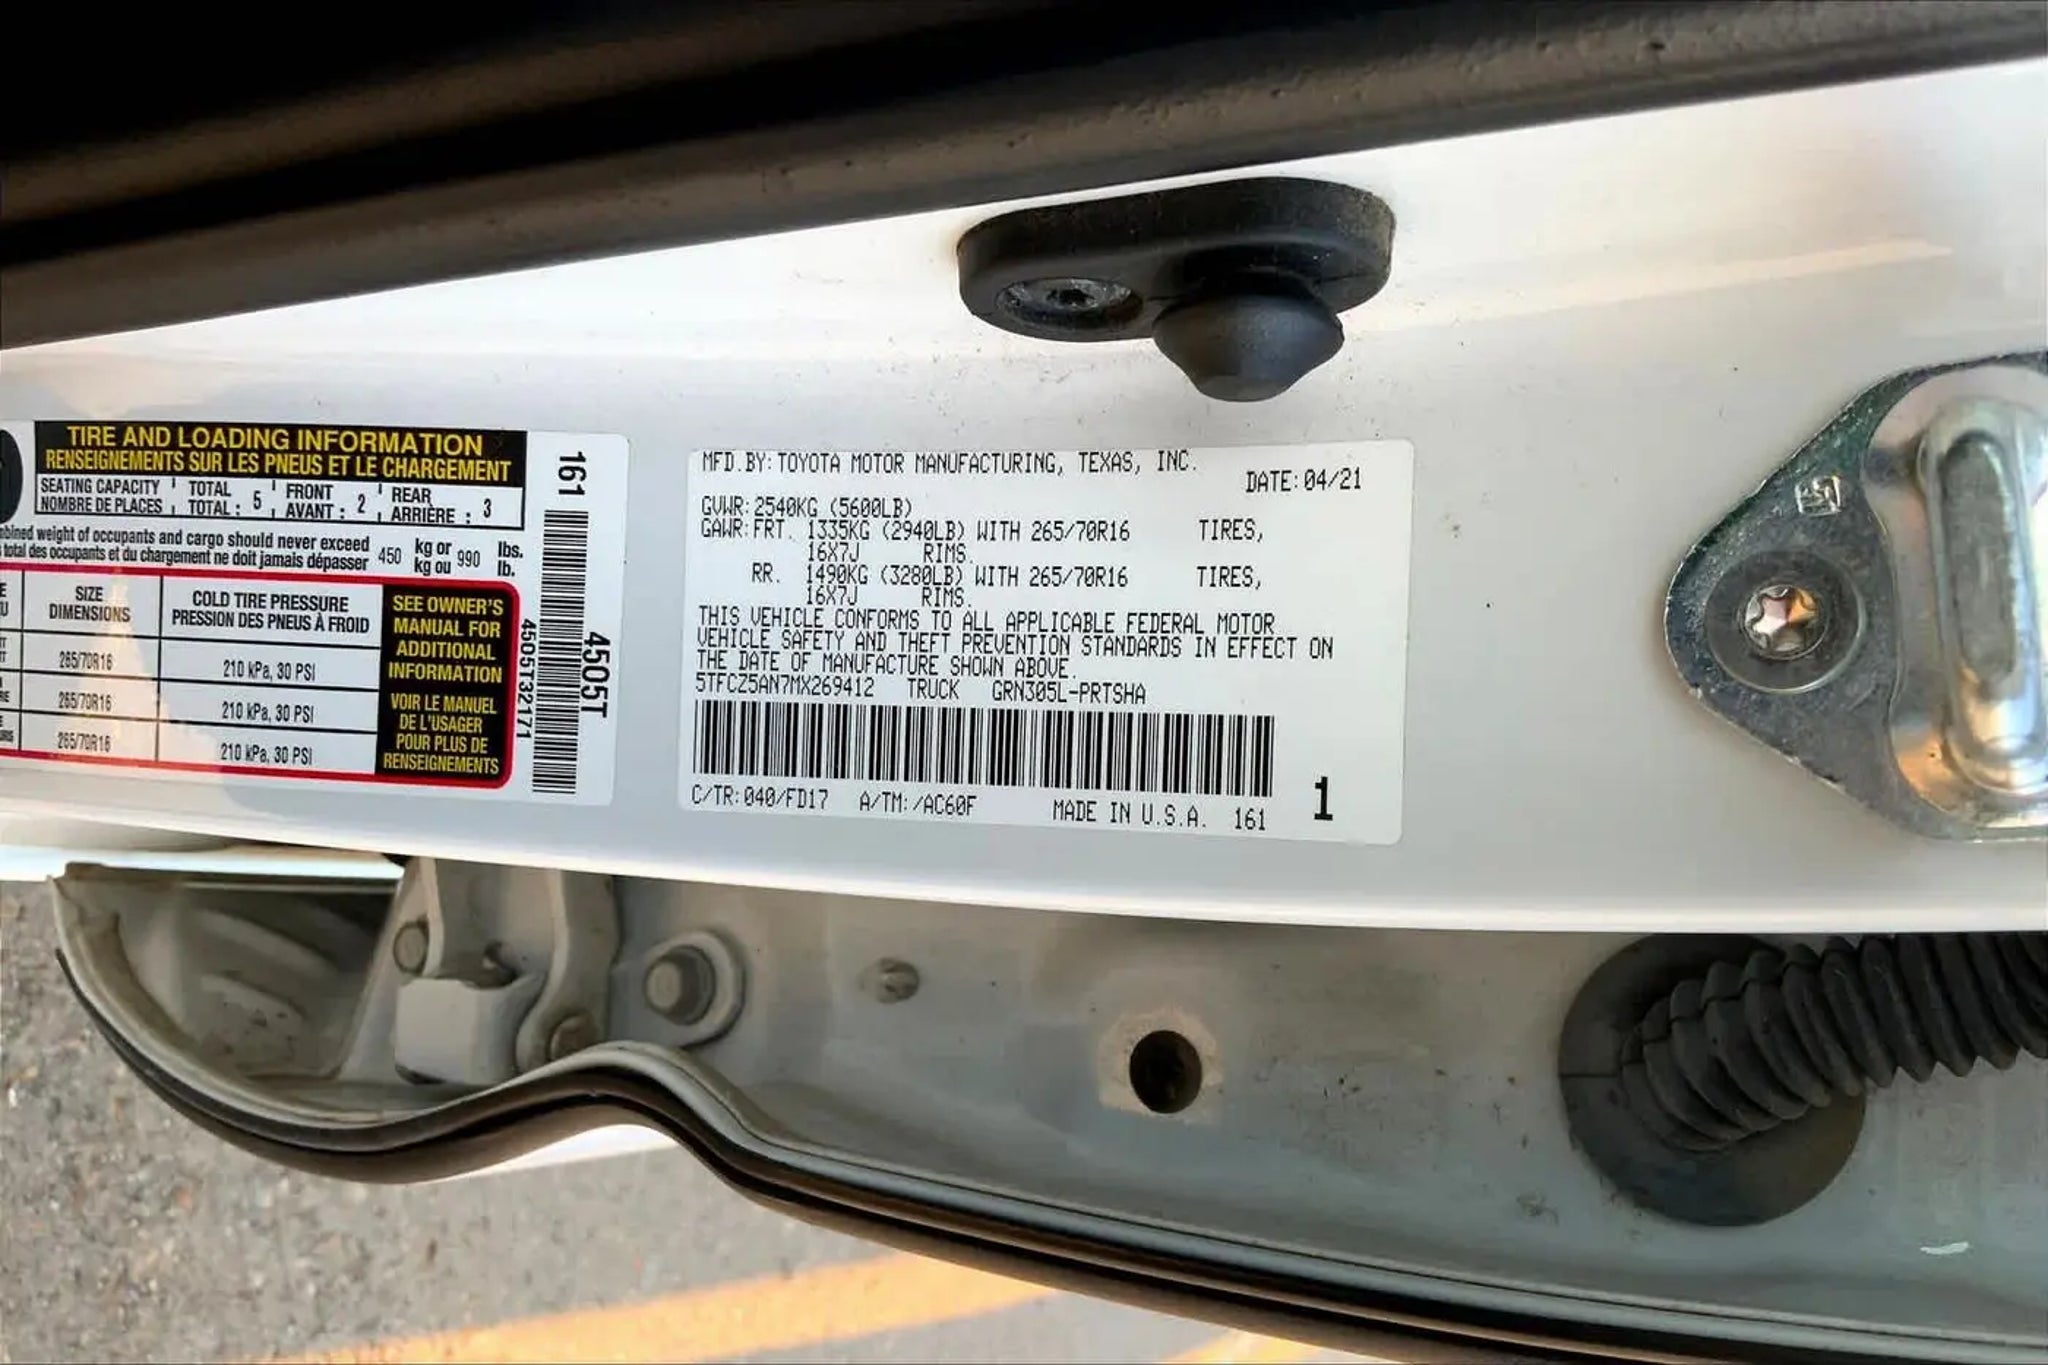 TIRE AND LOADING INFORMATION
RENSEIGNEMENTS SUR LES PNEUS ET LE CHARGEMENT
SEATING CAPACITY TOTAL FRONT REAR
NOMBRE DE PLACES TOTAL : 5 AVANT : 2 ARRIÈRE : 3
weight of occupants and cargo should never exceed 450 kg or 990 lbs.
total des occupants et du chargement ne doit jamais dépasser kg ou lb.
SIZE COLD TIRE PRESSURE
DIMENSIONS PRESSION DES PNEUS À FROID
265/70R16 210 kPa, 30 PSI
265/70R16 210 kPa, 30 PSI
265/70R16 210 kPa, 30 PSI
SEE OWNER'S
MANUAL FOR
ADDITIONAL
INFORMATION
VOIR LE MANUEL
DE L'USAGER
POUR PLUS DE
RENSEIGNEMENTS
161
4505T
4505T32171
MFD.BY:TOYOTA MOTOR MANUFACTURING, TEXAS, INC.
DATE:04/21
GVWR:2540KG (5600LB)
GAWR:FRT. 1335KG (2940LB) WITH 265/70R16 TIRES,
16X7J RIMS.
RR. 1490KG (3280LB) WITH 265/70R16 TIRES,
16X7J RIMS.
THIS VEHICLE CONFORMS TO ALL APPLICABLE FEDERAL MOTOR
VEHICLE SAFETY AND THEFT PREVENTION STANDARDS IN EFFECT ON
THE DATE OF MANUFACTURE SHOWN ABOVE.
5TFCZ5AN7MX269412 TRUCK GRN305L-PRTSHA
C/TR:040/FD17 A/TM:/AC60F MADE IN U.S.A. 161
1